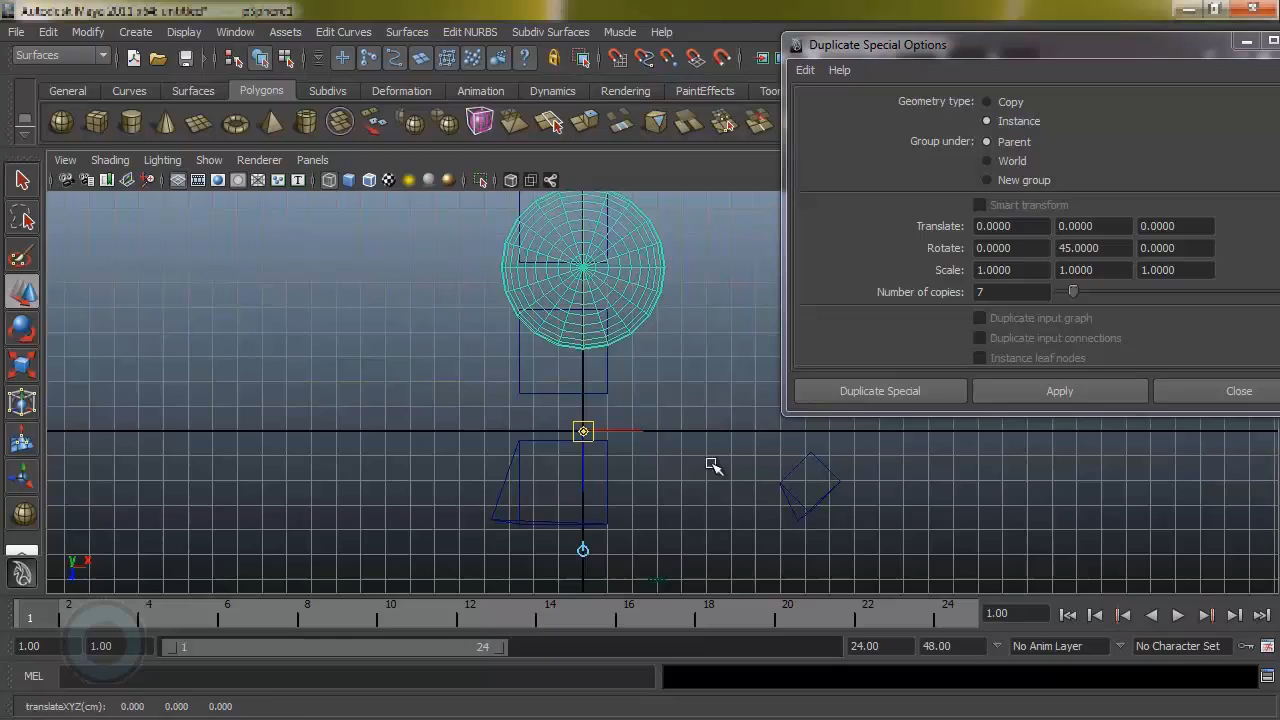 Autodesk Maya 2011 x64: untitled* pSphere1
File Edit Modify Create Display Window Assets Edit Curves Surfaces Edit NURBS Subdiv Surfaces Muscle Help
Surfaces
General Curves Surfaces Polygons Subdivs Deformation Animation Rendering PaintEffects Toon
View Shading Lighting Show Renderer Panels
Duplicate Special Options
Edit Help
Geometry type: Copy
Instance
Group under: Parent
World
New group
Smart transform
Translate: 0.0000 0.0000 0.0000
Rotate: 0.0000 45.0000 0.0000
Scale: 1.0000 1.0000 1.0000
Number of copies: 7
Duplicate input graph
Duplicate input connections
Instance leaf nodes
Duplicate Special Apply Close
y x
z
1 2 4 6 8 10 12 14 16 18 20 22 24 1.00
1.00 1.00 1 24 24.00 48.00 No Anim Layer No Character Set
MEL
translateXYZ(cm): 0.000 0.000 0.000